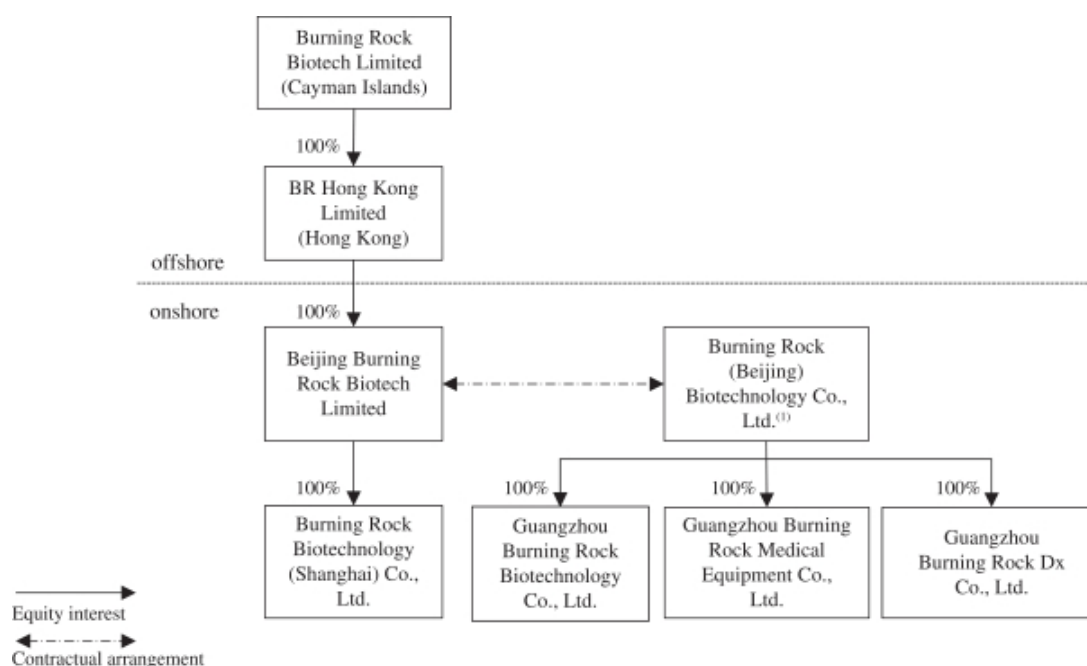 Burning Rock
Biotech Limited
(Cayman Islands)
100%
BR Hong Kong
Limited
(Hong Kong)
offshore
onshore
100%
Beijing Burning
Rock Biotech
Limited
Burning Rock
(Beijing)
Biotechnology Co.,
Ltd.(1)
100%
100%
100%
100%
Burning Rock
Biotechnology
(Shanghai) Co.,
Ltd.
Guangzhou
Burning Rock
Biotechnology
Co., Ltd.
Guangzhou Burning
Rock Medical
Equipment Co.,
Ltd.
Guangzhou
Burning Rock Dx
Co., Ltd.
Equity interest
Contractual arrangement